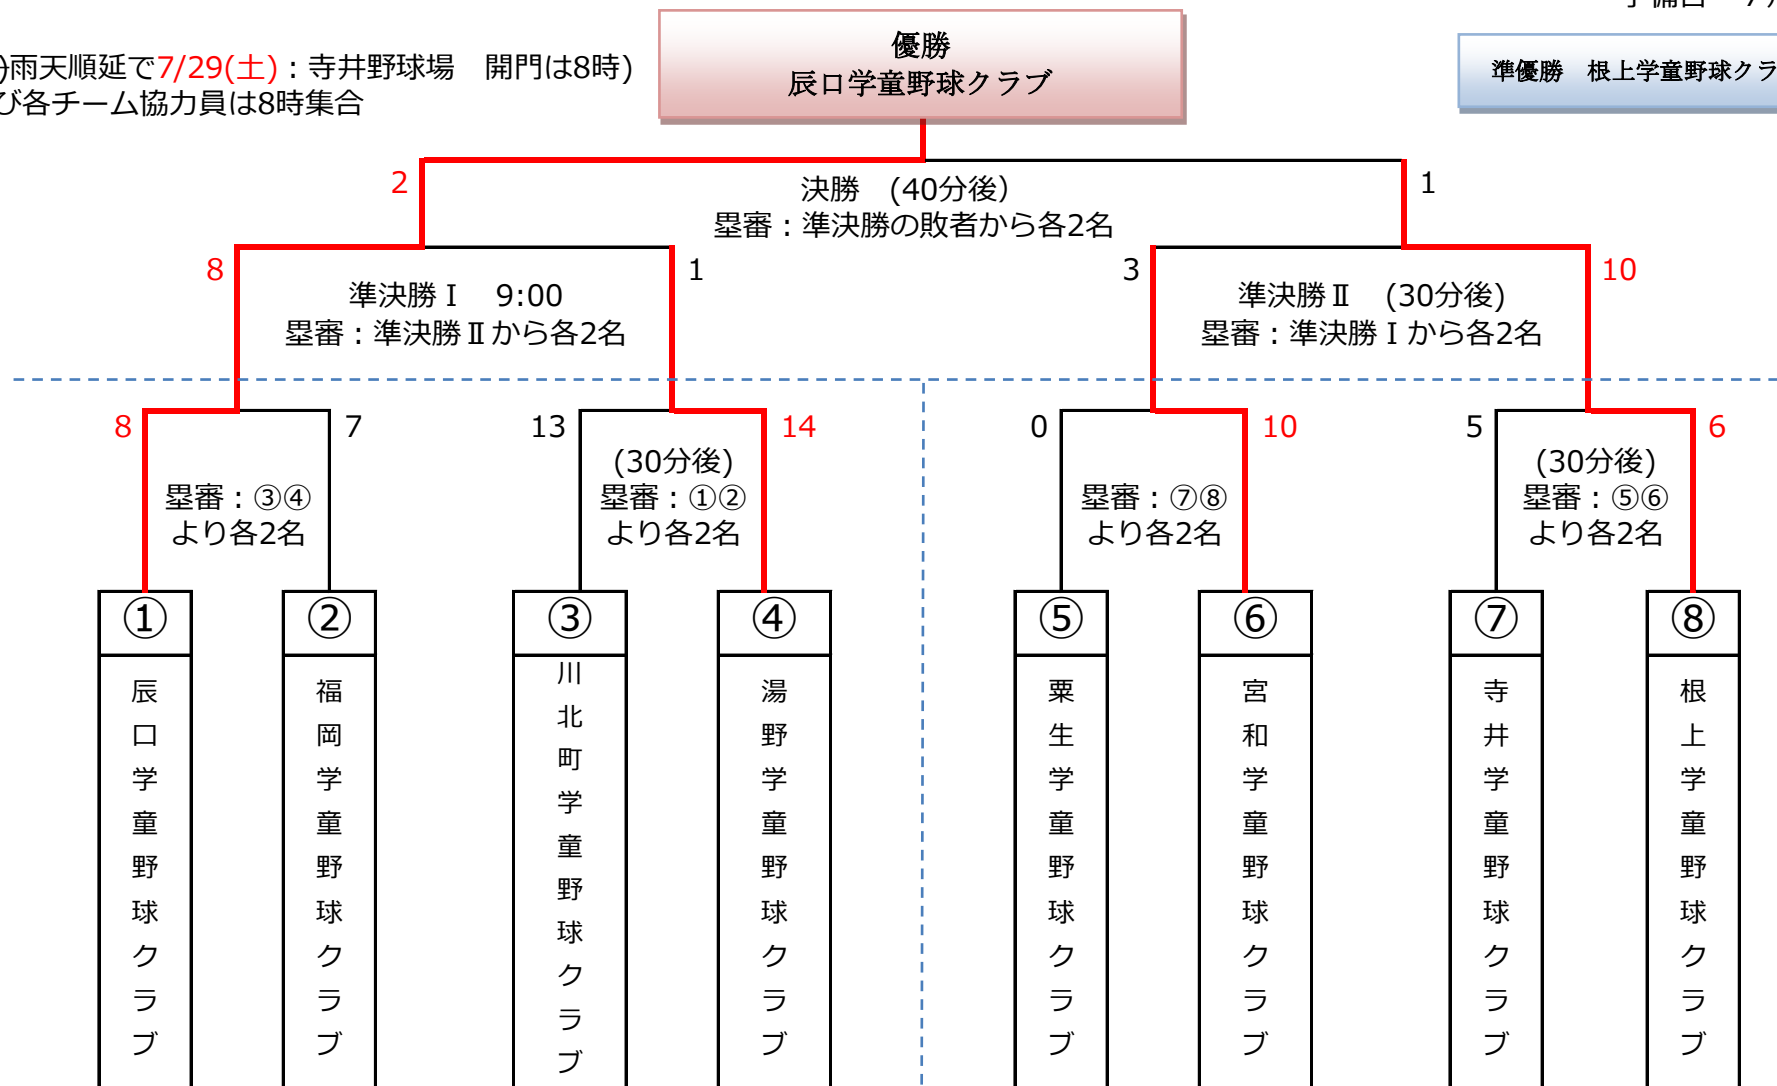 雨天順延で7/29(土)：寺井野球場　開門は8時)
び各チーム協力員は8時集合
優勝
辰口学童野球クラブ
準優勝　根上学童野球クラ
2
決勝　(40分後）
塁審：準決勝の敗者から各2名
1
8
準決勝Ⅰ　9:00
塁審：準決勝Ⅱから各2名
1
3
準決勝Ⅱ　(30分後)
塁審：準決勝Ⅰから各2名
10
8
塁審：③④
より各2名
7
13
(30分後)
塁審：①②
より各2名
14
0
塁審：⑦⑧
より各2名
10
5
(30分後)
塁審：⑤⑥
より各2名
6
①
辰口学童野球クラブ
②
福岡学童野球クラブ
③
川北町学童野球クラブ
④
湯野学童野球クラブ
⑤
粟生学童野球クラブ
⑥
宮和学童野球クラブ
⑦
寺井学童野球クラブ
⑧
根上学童野球クラブ